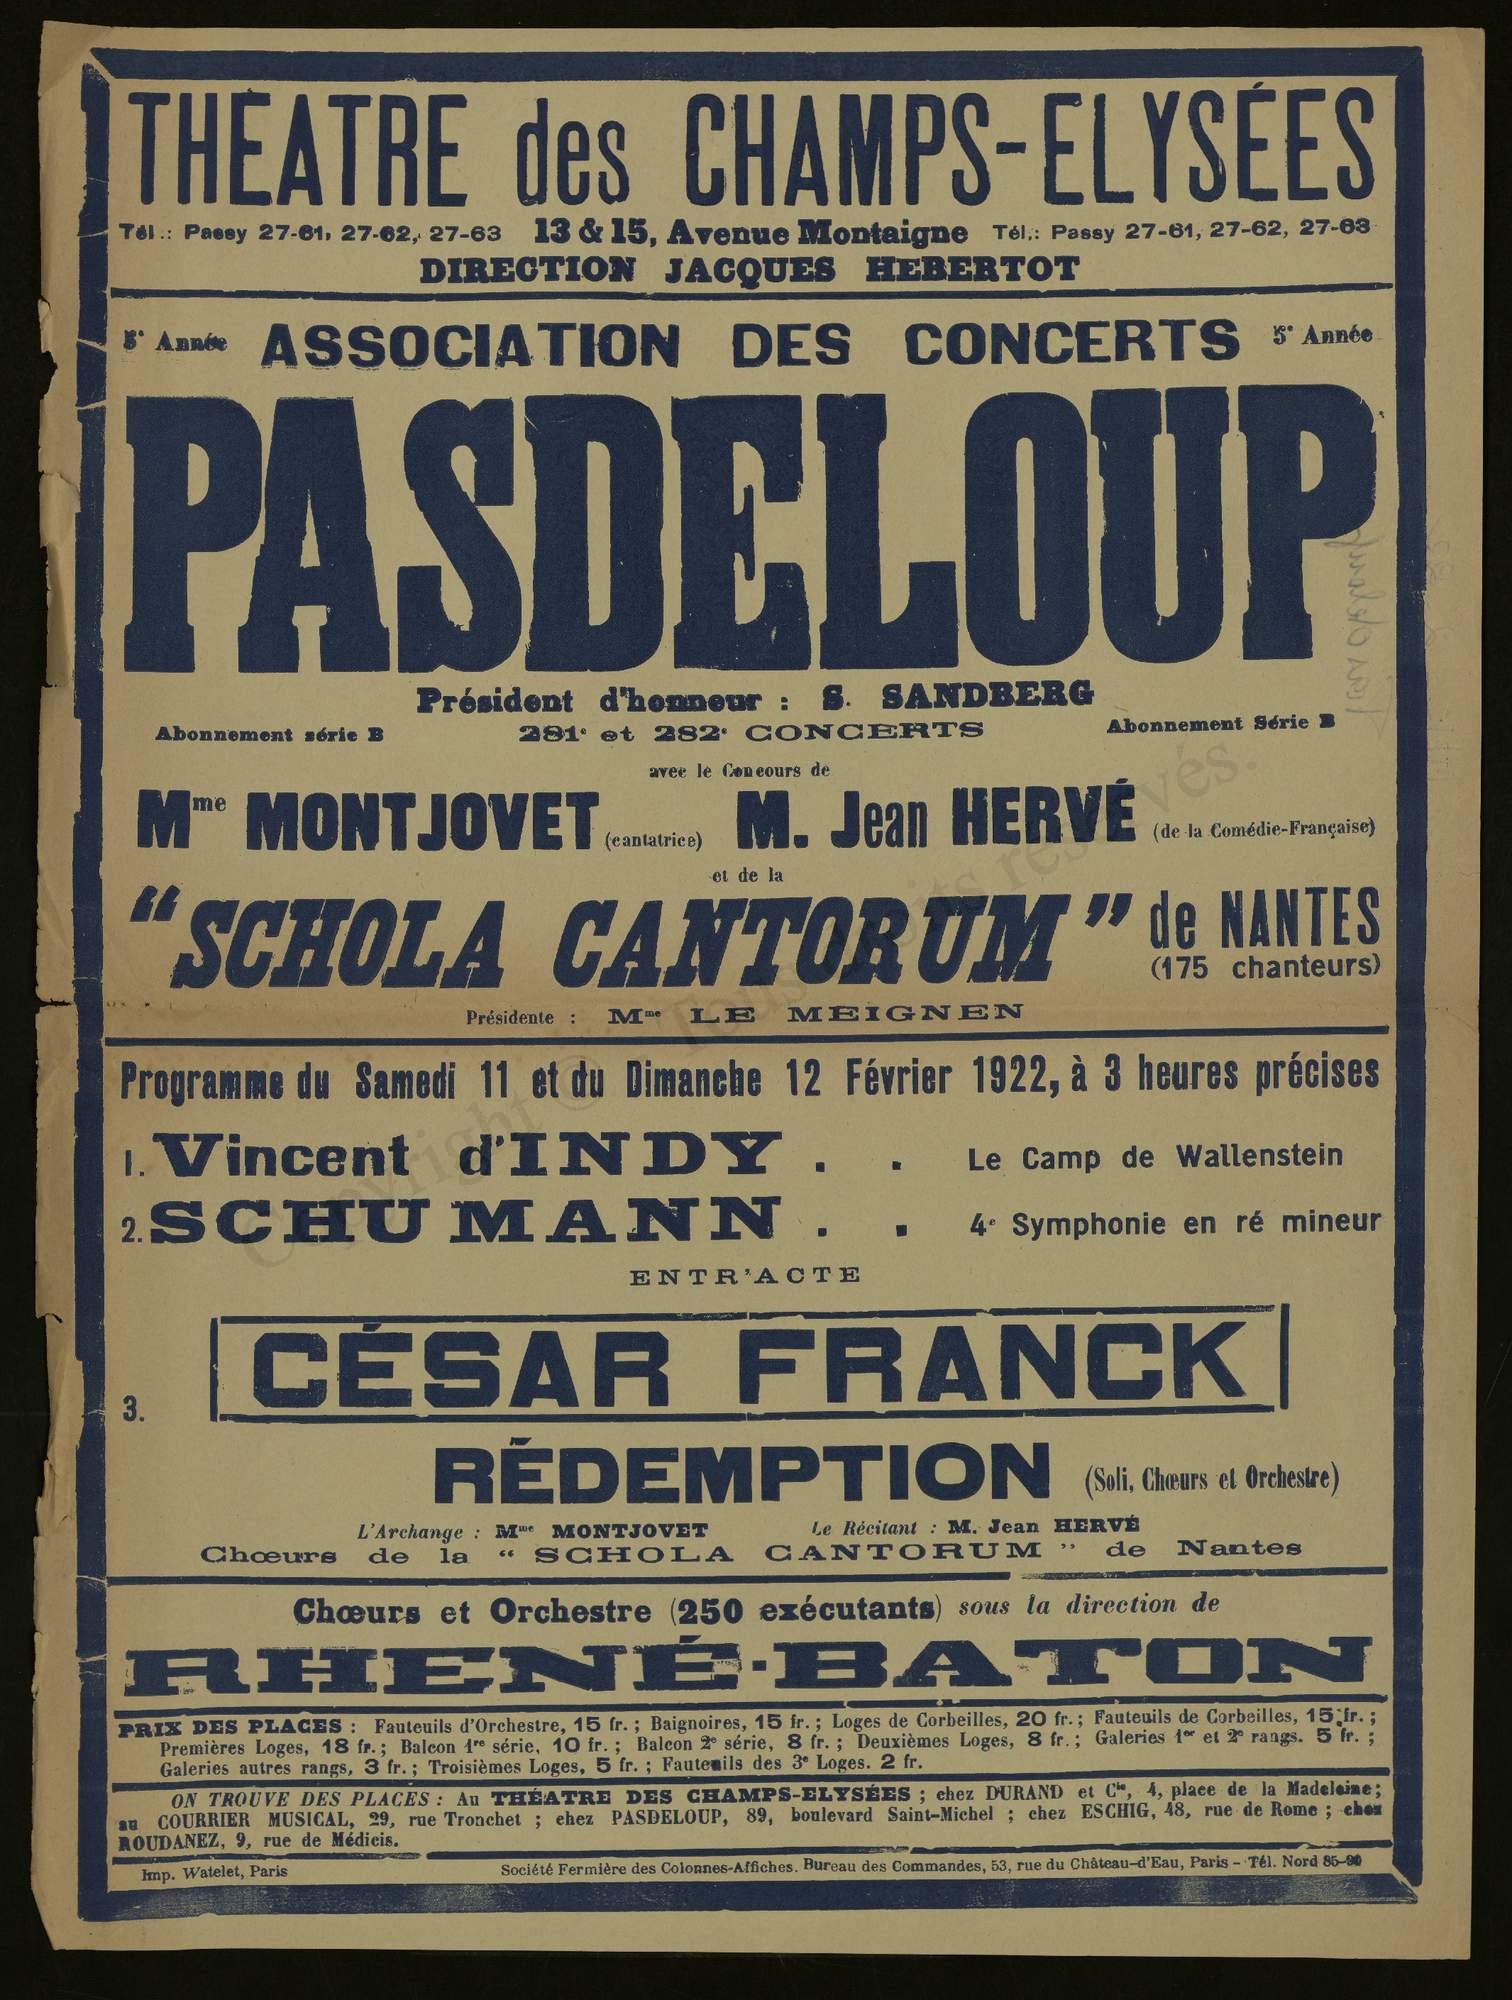 THÉATRE des CHAMPS-ELYSÉES
Tél.: Passy 27-61, 27-62, 27-63 13 & 15, Avenue Montaigne Tél.: Passy 27-61, 27-62, 27-63
DIRECTION JACQUES HEBERTOT
5e Année ASSOCIATION DES CONCERTS 5e Année
PASDELOUP
Président d'honneur : S. SANDBERG
Abonnement série B 281e et 282e CONCERTS Abonnement Série B
avec le Concours de
Mme MONTJOVET (cantatrice) M. Jean HERVÉ (de la Comédie-Française)
et de la
“SCHOLA CANTORUM” de NANTES
(175 chanteurs)
Présidente : Mme LE MEIGNEN
Programme du Samedi 11 et du Dimanche 12 Février 1922, à 3 heures précises
1. Vincent d'INDY . . Le Camp de Wallenstein
2. SCHUMANN . . 4e Symphonie en ré mineur
ENTR'ACTE
3. CÉSAR FRANCK
RÉDEMPTION (Soli, Chœurs et Orchestre)
L'Archange : Mme MONTJOVET Le Récitant : M. Jean HERVÉ
Chœurs de la “ SCHOLA CANTORUM ” de Nantes
Chœurs et Orchestre (250 exécutants) sous la direction de
RHENÉ-BATON
PRIX DES PLACES : Fauteuils d'Orchestre, 15 fr. ; Baignoires, 15 fr. ; Loges de Corbeilles, 20 fr. ; Fauteuils de Corbeilles, 15 fr. ;
Premières Loges, 18 fr. ; Balcon 1re série, 10 fr. ; Balcon 2e série, 8 fr. ; Deuxièmes Loges, 8 fr. ; Galeries 1er et 2e rangs. 5 fr. ;
Galeries autres rangs, 3 fr. ; Troisièmes Loges, 5 fr. ; Fauteuils des 3e Loges. 2 fr.
ON TROUVE DES PLACES : Au THÉATRE DES CHAMPS-ELYSÉES ; chez DURAND et Cie, 4, place de la Madeleine ;
au COURRIER MUSICAL, 29, rue Tronchet ; chez PASDELOUP, 89, boulevard Saint-Michel ; chez ESCHIG, 48, rue de Rome ; chez
ROUDANEZ, 9, rue de Médicis.
Imp. Watelet, Paris Société Fermière des Colonnes-Affiches. Bureau des Commandes, 53, rue du Château-d'Eau, Paris - Tél. Nord 85-90
Copyright © Tous droits réservés.